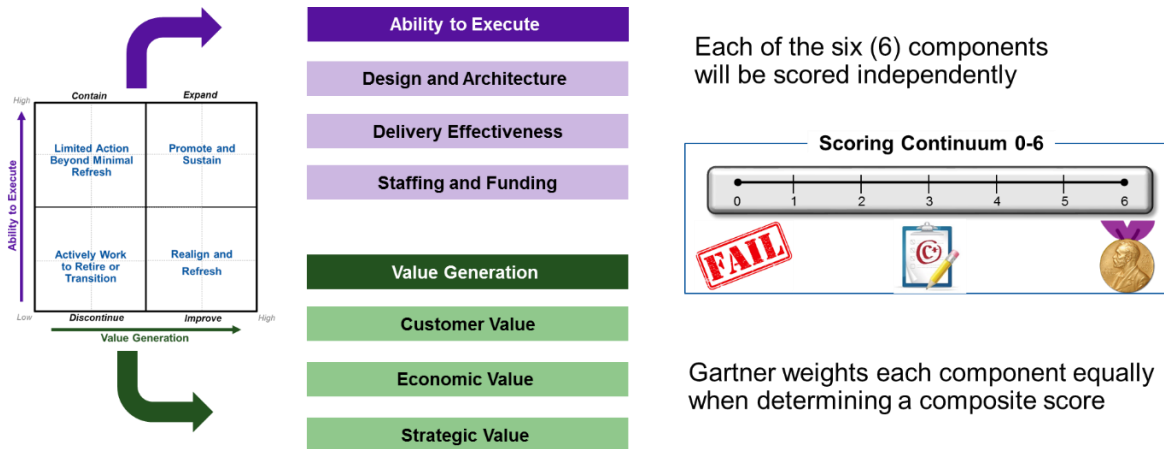 Contain
Expand
High
Limited Action
Beyond Minimal
Refresh
Promote and
Sustain
Ability to Execute
Actively Work
to Retire or
Transition
Realign and
Refresh
Low
Discontinue
Improve
High
Value Generation
Ability to Execute
Design and Architecture
Delivery Effectiveness
Staffing and Funding
Value Generation
Customer Value
Economic Value
Strategic Value
Each of the six (6) components
will be scored independently
Scoring Continuum 0-6
0 1 2 3 4 5 6
FAIL
C+
Gartner weights each component equally
when determining a composite score